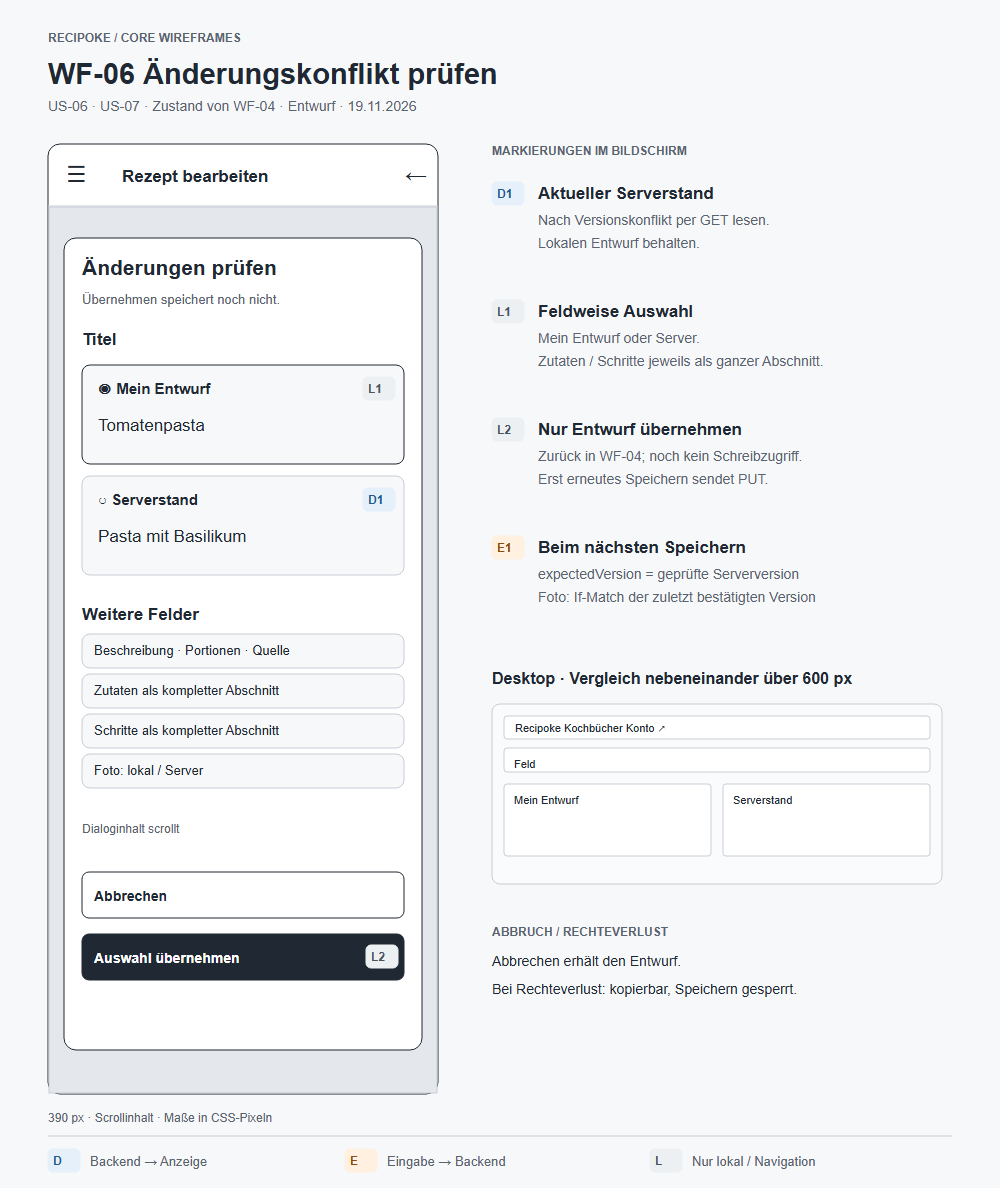 RECIPOKE / CORE WIREFRAMES
WF-06 Änderungskonflikt prüfen
US-06 · US-07 · Zustand von WF-04 · Entwurf · 19.11.2026
☰ Rezept bearbeiten ←
Änderungen prüfen
Übernehmen speichert noch nicht.
Titel
◉ Mein Entwurf L1
Tomatenpasta
○ Serverstand D1
Pasta mit Basilikum
Weitere Felder
Beschreibung · Portionen · Quelle
Zutaten als kompletter Abschnitt
Schritte als kompletter Abschnitt
Foto: lokal / Server
Dialoginhalt scrollt
Abbrechen
Auswahl übernehmen L2
390 px · Scrollinhalt · Maße in CSS-Pixeln
MARKIERUNGEN IM BILDSCHIRM
D1 Aktueller Serverstand
Nach Versionskonflikt per GET lesen.
Lokalen Entwurf behalten.
L1 Feldweise Auswahl
Mein Entwurf oder Server.
Zutaten / Schritte jeweils als ganzer Abschnitt.
L2 Nur Entwurf übernehmen
Zurück in WF-04; noch kein Schreibzugriff.
Erst erneutes Speichern sendet PUT.
E1 Beim nächsten Speichern
expectedVersion = geprüfte Serverversion
Foto: If-Match der zuletzt bestätigten Version
Desktop · Vergleich nebeneinander über 600 px
Recipoke Kochbücher Konto ↗
Feld
Mein Entwurf
Serverstand
ABBRUCH / RECHTEVERLUST
Abbrechen erhält den Entwurf.
Bei Rechteverlust: kopierbar, Speichern gesperrt.
D Backend → Anzeige
E Eingabe → Backend
L Nur lokal / Navigation